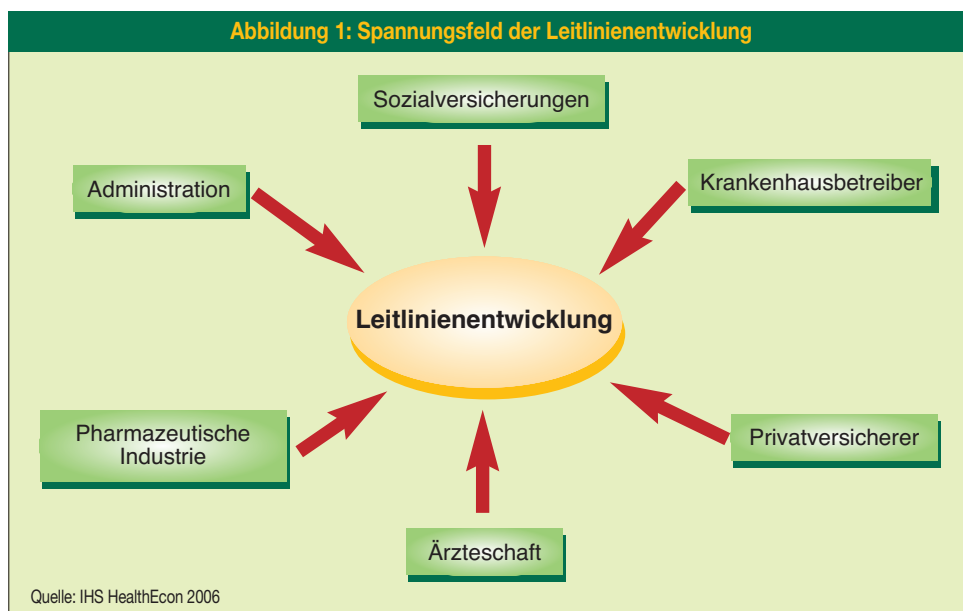 Abbildung 1: Spannungsfeld der Leitlinienentwicklung
Sozialversicherungen
Administration
Krankenhausbetreiber
Leitlinienentwicklung
Pharmazeutische
Industrie
Privatversicherer
Ärzteschaft
Quelle: IHS HealthEcon 2006